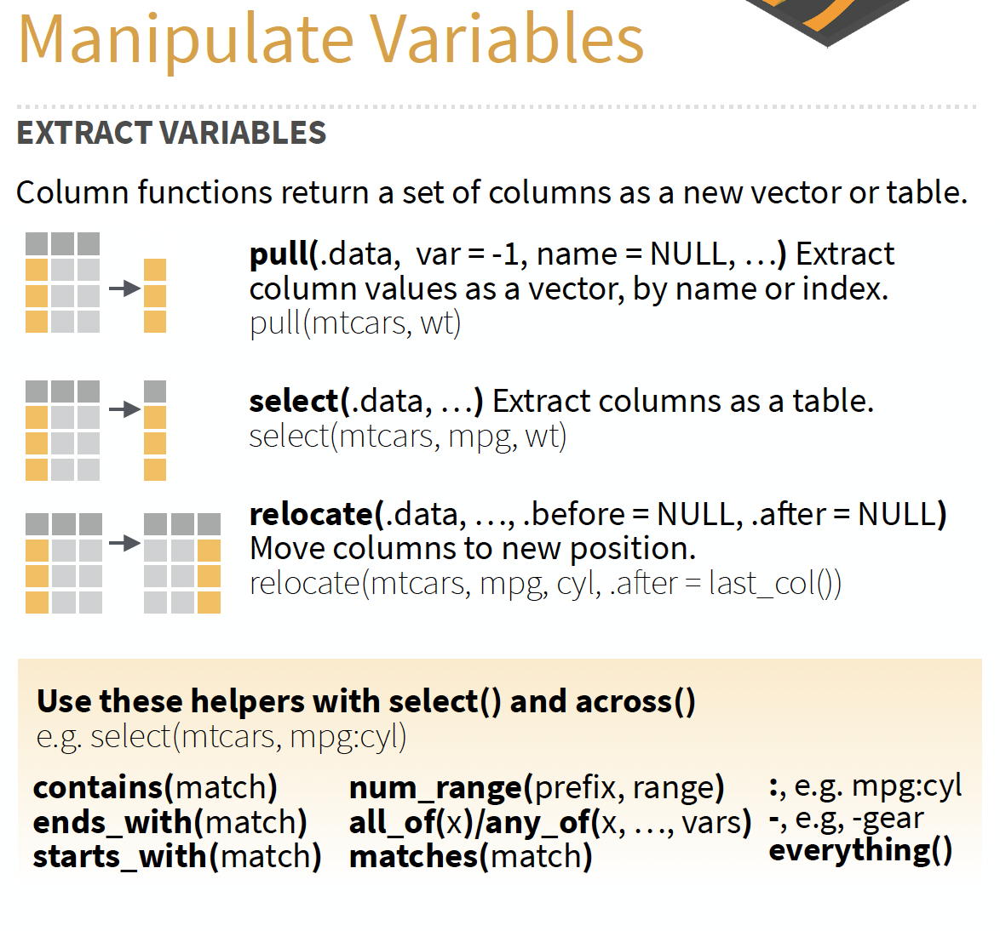 Manipulate Variables
EXTRACT VARIABLES
Column functions return a set of columns as a new vector or table.
pull(.data,  var = -1, name = NULL, …) Extract
column values as a vector, by name or index.
pull(mtcars, wt)
select(.data, …) Extract columns as a table.
select(mtcars, mpg, wt)
relocate(.data, …, .before = NULL, .after = NULL)
Move columns to new position.
relocate(mtcars, mpg, cyl, .after = last_col())
Use these helpers with select() and across()
e.g. select(mtcars, mpg:cyl)
contains(match)
ends_with(match)
starts_with(match)
num_range(prefix, range)
all_of(x)/any_of(x, …, vars)
matches(match)
:, e.g. mpg:cyl
-, e.g, -gear
everything()